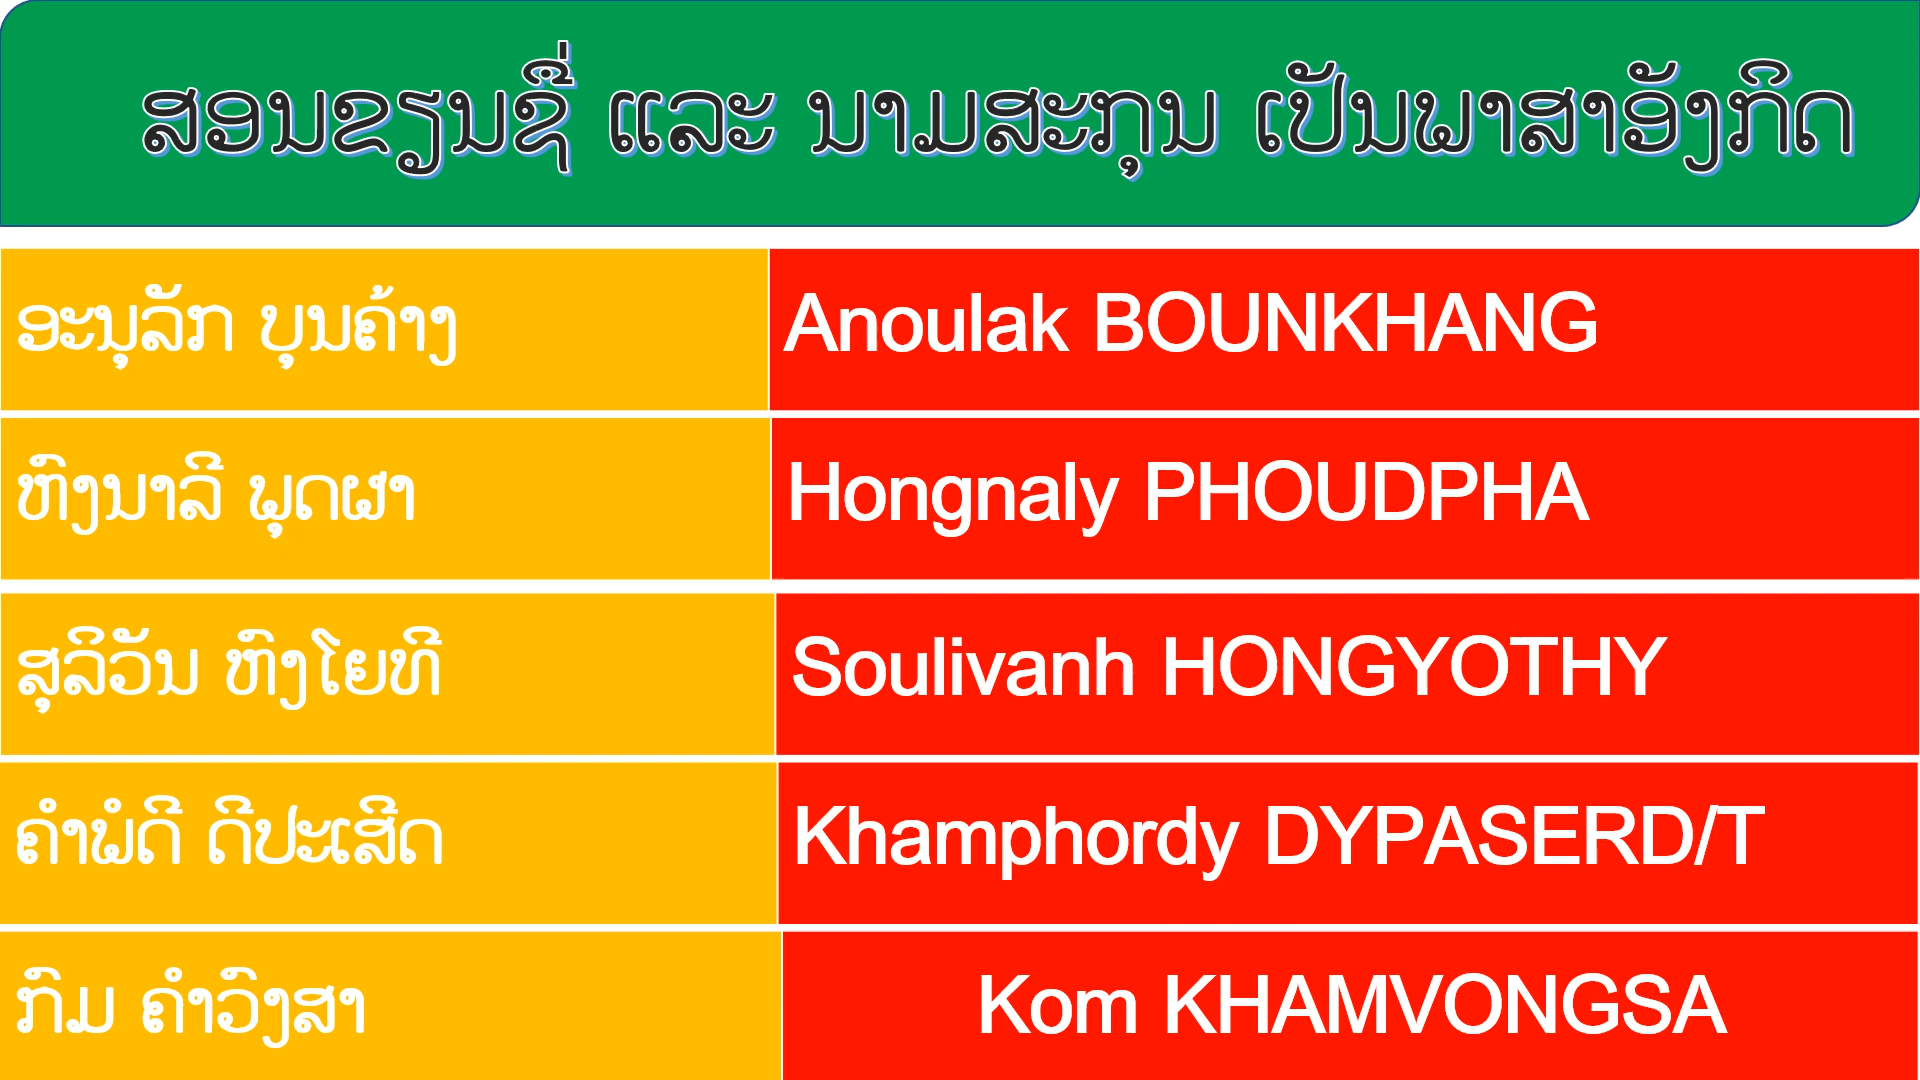 ສອນຂຽນຊື່ ແລະ ນາມສະກຸນ ເປັນພາສາອັງກິດ
ອະນຸລັກ ບຸນຄ້າງ Anoulak BOUNKHANG
ຫົງນາລີ ພຸດຜາ Hongnaly PHOUDPHA
ສຸລິວັນ ຫົງໂຍທີ Soulivanh HONGYOTHY
ຄຳພໍດີ ດີປະເສີດ Khamphordy DYPASERD/T
ກົມ ຄຳວົງສາ Kom KHAMVONGSA